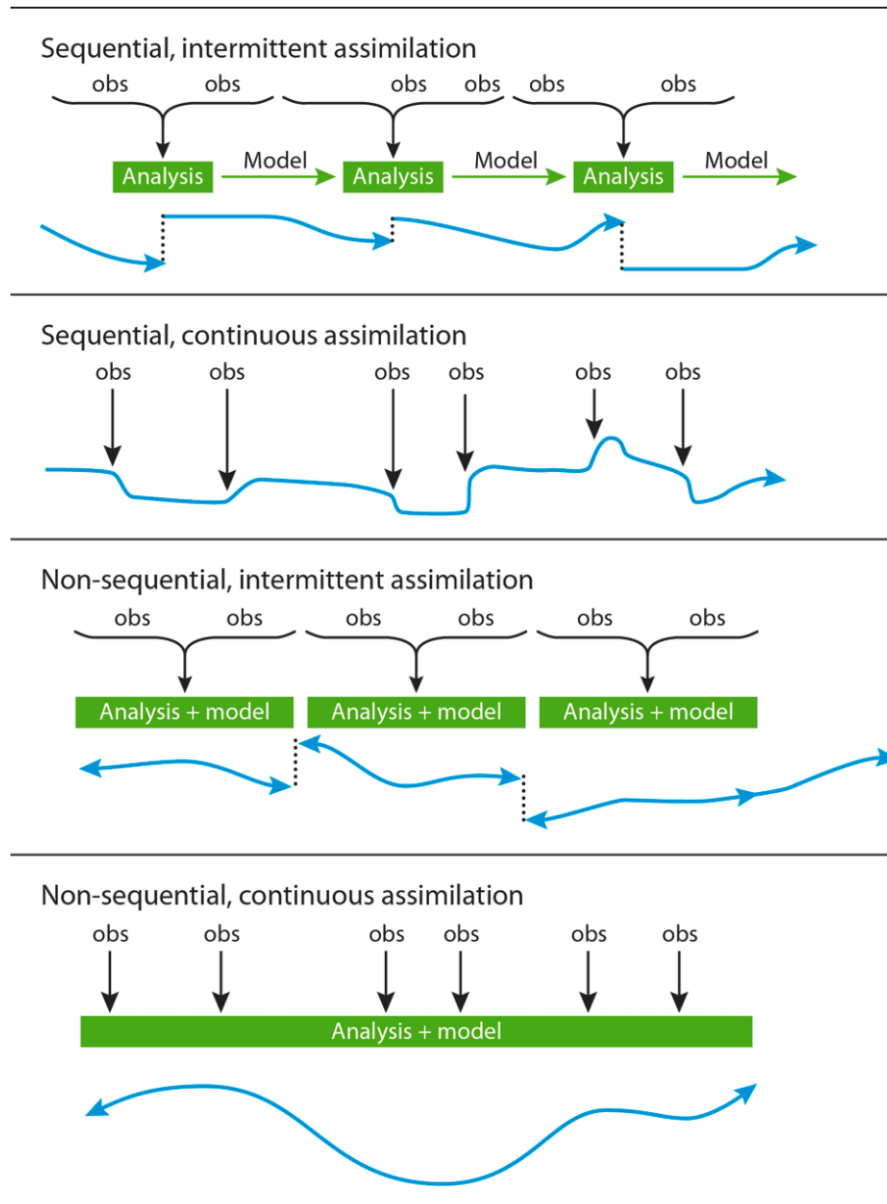 Sequential, intermittent assimilation
obs obs obs obs obs obs
Analysis Model Analysis Model Analysis Model
Sequential, continuous assimilation
obs obs obs obs obs obs
Non-sequential, intermittent assimilation
obs obs obs obs obs obs
Analysis + model Analysis + model Analysis + model
Non-sequential, continuous assimilation
obs obs obs obs obs obs
Analysis + model